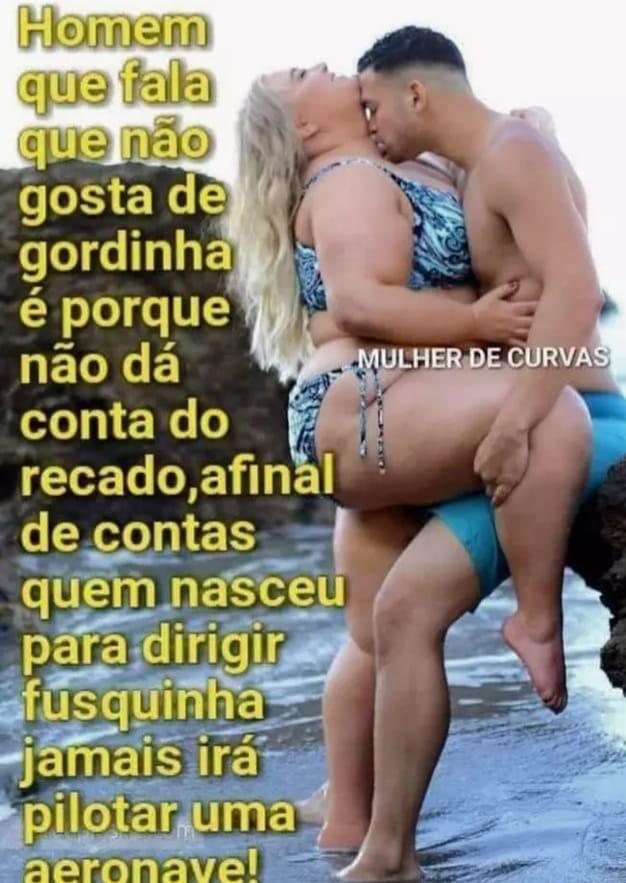 Homem
que fala
que não
gosta de
gordinha
é porque
não dá
conta do
recado,afinal
de contas
quem nasceu
para dirigir
fusquinha
jamais irá
pilotar uma
aeronave!
MULHER DE CURVAS